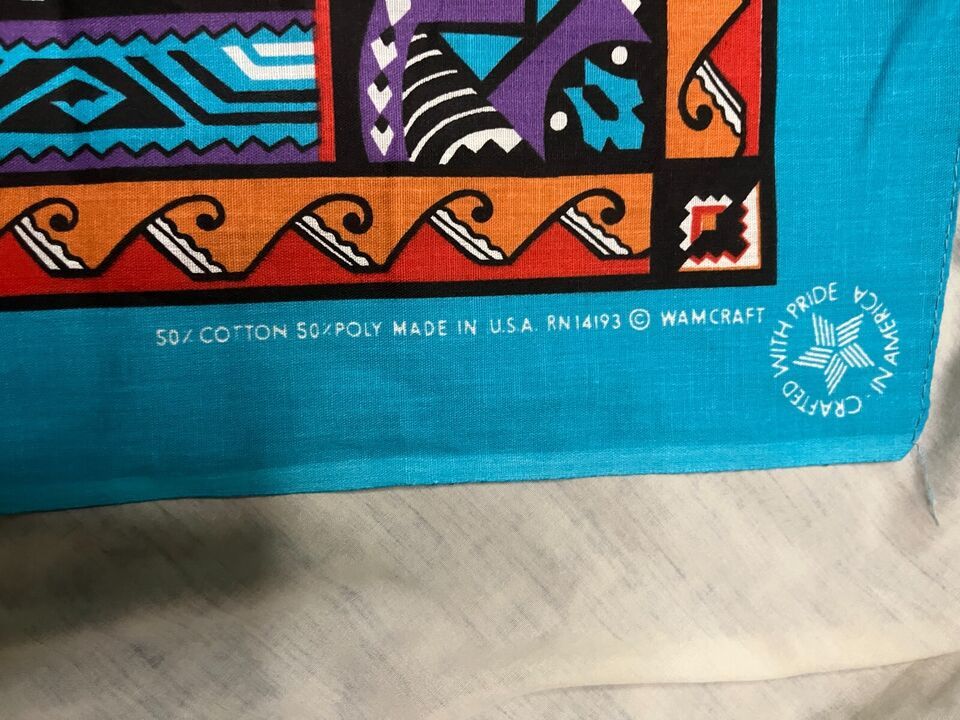 50% COTTON 50% POLY MADE IN U.S.A. RN14193 © WAMCRAFT
CRAFTED WITH PRIDE IN AMERICA